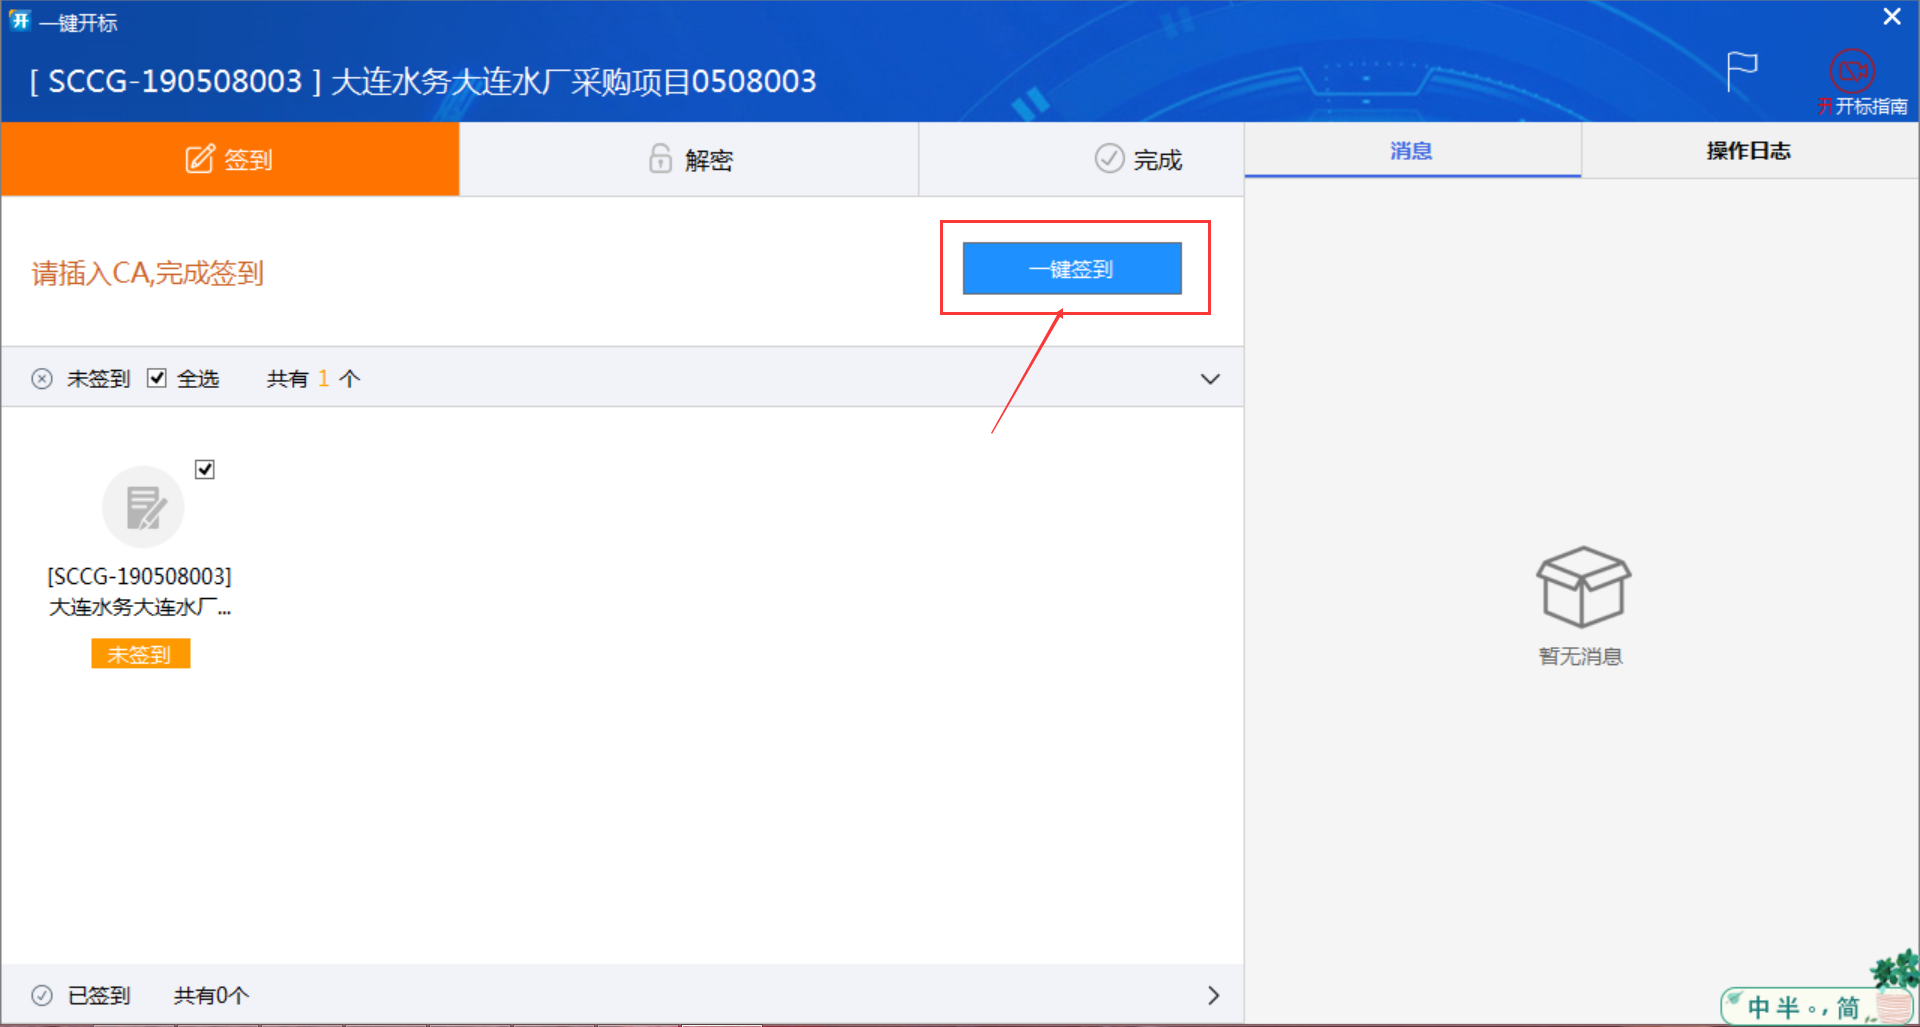 一键开标
[ SCCG-190508003 ] 大连水务大连水厂采购项目0508003
开 开标指南
签到
解密
完成
消息
操作日志
请插入CA,完成签到
一键签到
未签到 全选 共有 1 个
[SCCG-190508003]
大连水务大连水厂...
未签到
暂无消息
已签到 共有0个
中 半 。, 简